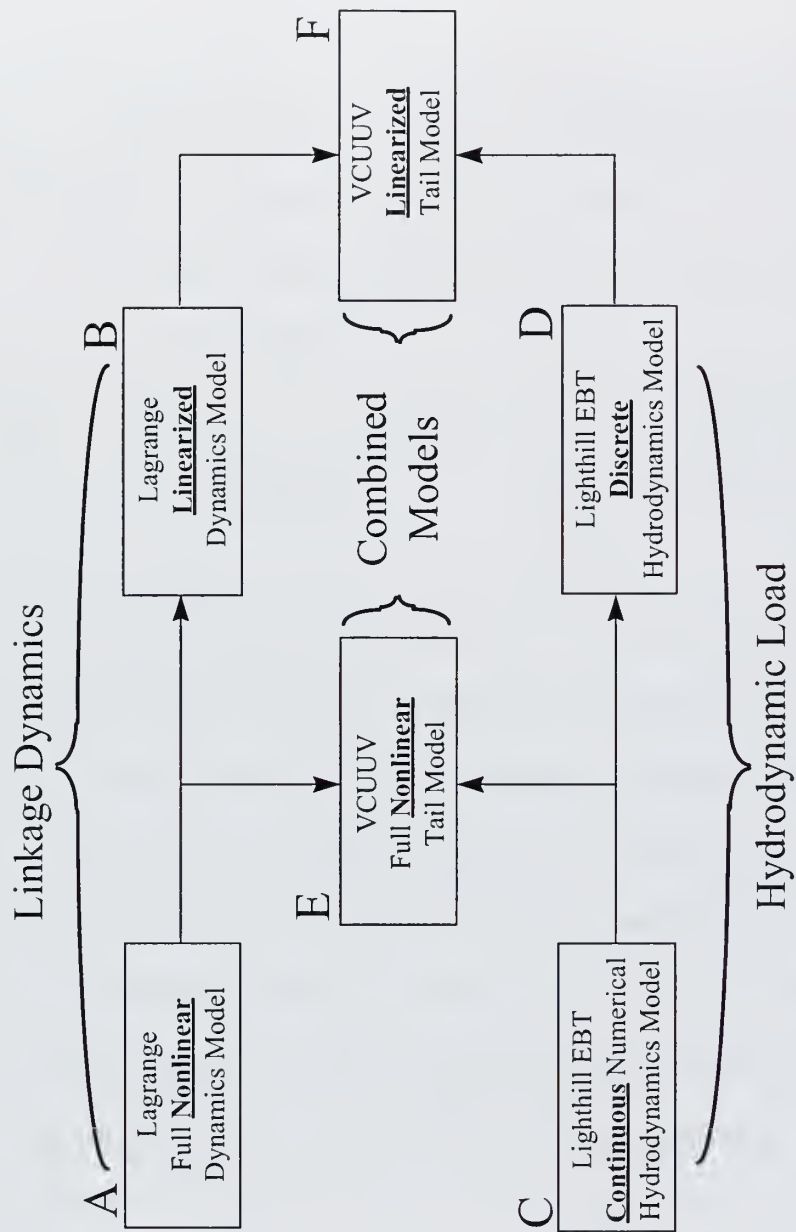 Linkage Dynamics
A
Lagrange
Full Nonlinear
Dynamics Model
B
Lagrange
Linearized
Dynamics Model
E
VCUUV
Full Nonlinear
Tail Model
Combined
Models
F
VCUUV
Linearized
Tail Model
C
Lighthill EBT
Continuous Numerical
Hydrodynamics Model
D
Lighthill EBT
Discrete
Hydrodynamics Model
Hydrodynamic Load